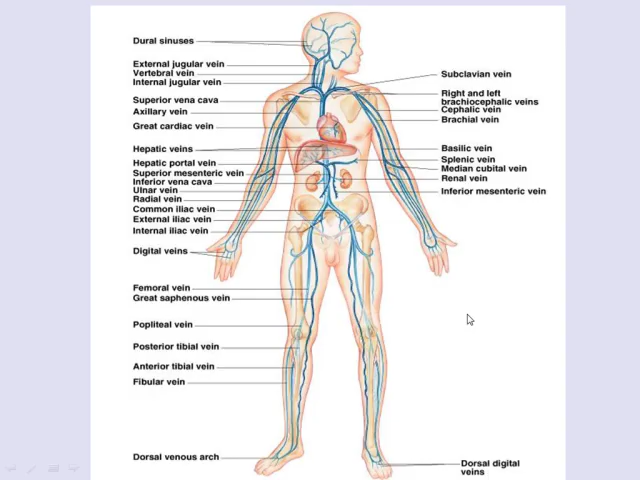 Dural sinuses
External jugular vein
Vertebral vein
Internal jugular vein
Superior vena cava
Axillary vein
Great cardiac vein
Hepatic veins
Hepatic portal vein
Superior mesenteric vein
Inferior vena cava
Ulnar vein
Radial vein
Common iliac vein
External iliac vein
Internal iliac vein
Digital veins
Femoral vein
Great saphenous vein
Popliteal vein
Posterior tibial vein
Anterior tibial vein
Fibular vein
Dorsal venous arch
Subclavian vein
Right and left
brachiocephalic veins
Cephalic vein
Brachial vein
Basilic vein
Splenic vein
Median cubital vein
Renal vein
Inferior mesenteric vein
Dorsal digital
veins